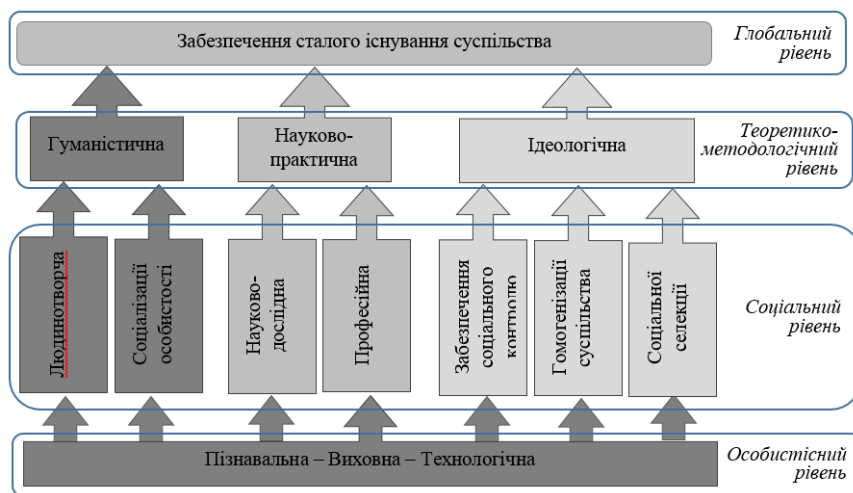 Забезпечення сталого існування суспільства
Глобальний
рівень
Гуманістична
Науково-
практична
Ідеологічна
Теоретико-
методологічний
рівень
Людинотворча
Соціалізації
особистості
Науково-
дослідна
Професійна
Забезпечення
соціального
контролю
Гомогенізації
суспільства
Соціальної
селекції
Соціальний
рівень
Пізнавальна – Виховна – Технологічна
Особистісний
рівень